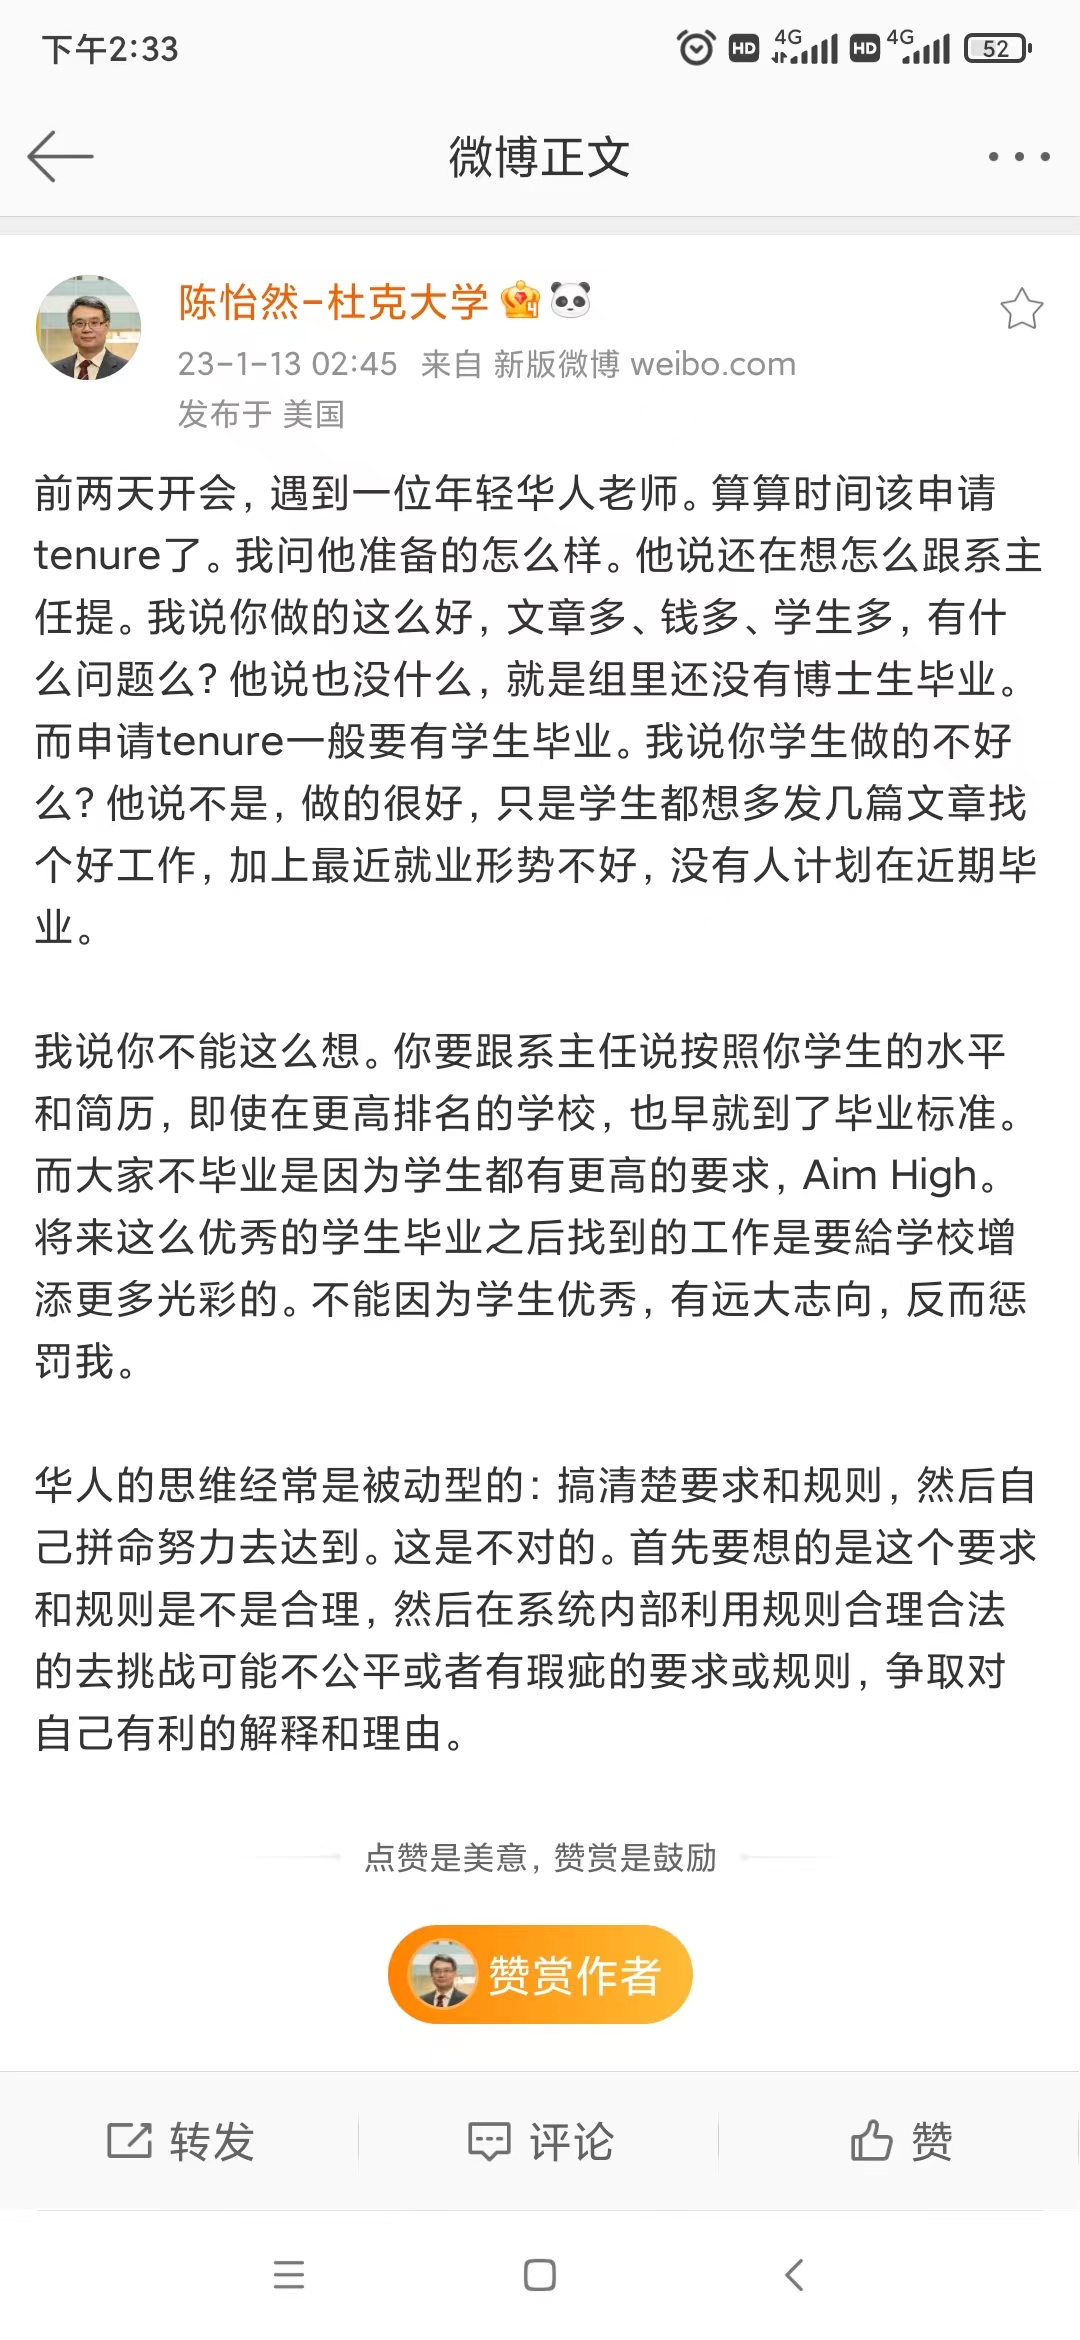 下午2:33
HD 4G HD 4G 52
微博正文
陈怡然-杜克大学
23-1-13 02:45 来自 新版微博 weibo.com
发布于 美国
前两天开会，遇到一位年轻华人老师。算算时间该申请
tenure了。我问他准备的怎么样。他说还在想怎么跟系主
任提。我说你做的这么好，文章多、钱多、学生多，有什
么问题么？他说也没什么，就是组里还没有博士生毕业。
而申请tenure一般要有学生毕业。我说你学生做的不好
么？他说不是，做的很好，只是学生都想多发几篇文章找
个好工作，加上最近就业形势不好，没有人计划在近期毕
业。
我说你不能这么想。你要跟系主任说按照你学生的水平
和简历，即使在更高排名的学校，也早就到了毕业标准。
而大家不毕业是因为学生都有更高的要求，Aim High。
将来这么优秀的学生毕业之后找到的工作是要給学校增
添更多光彩的。不能因为学生优秀，有远大志向，反而惩
罚我。
华人的思维经常是被动型的：搞清楚要求和规则，然后自
己拼命努力去达到。这是不对的。首先要想的是这个要求
和规则是不是合理，然后在系统内部利用规则合理合法
的去挑战可能不公平或者有瑕疵的要求或规则，争取对
自己有利的解释和理由。
点赞是美意，赞赏是鼓励
赞赏作者
转发 评论 赞